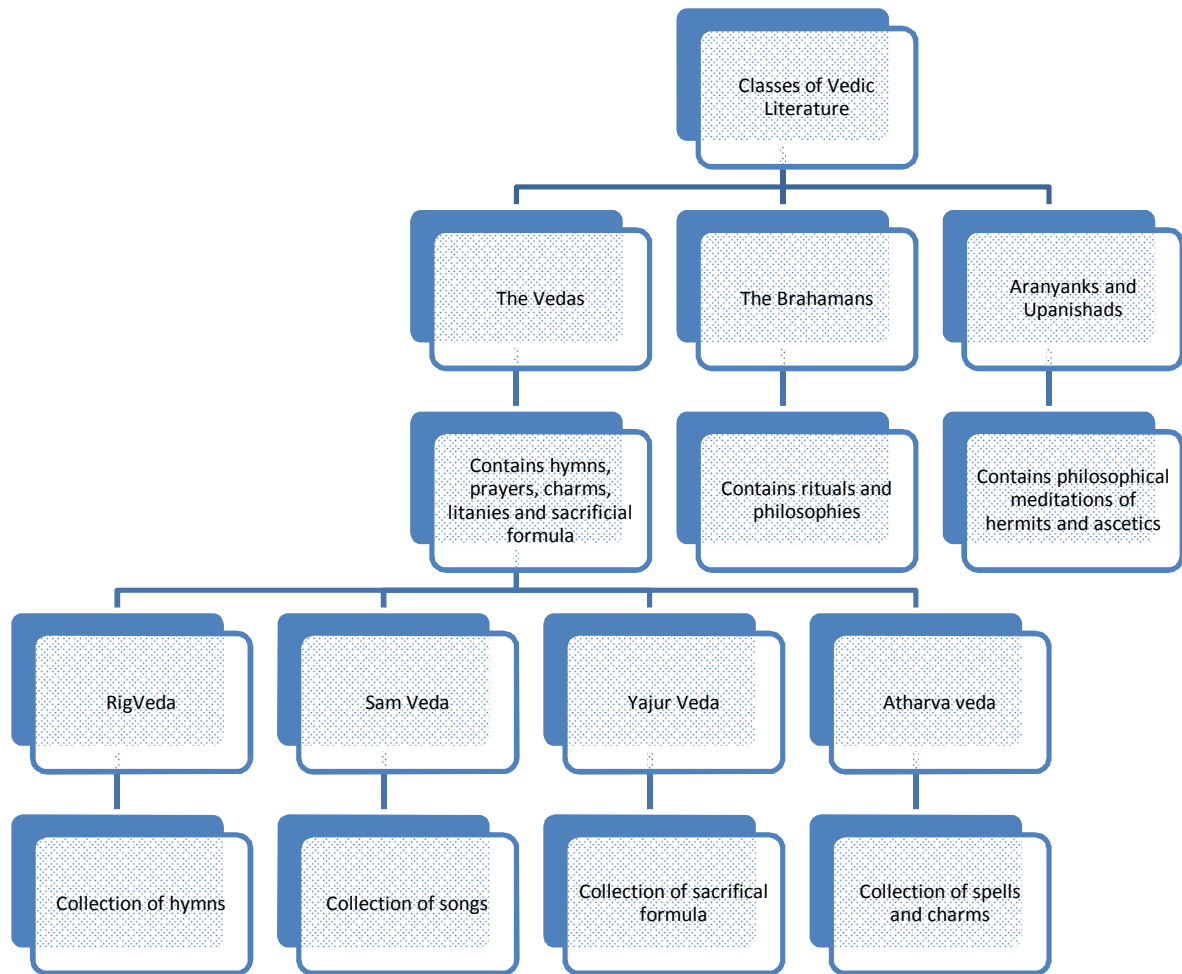 Classes of Vedic
Literature
The Vedas
The Brahamans
Aranyanks and
Upanishads
Contains hymns,
prayers, charms,
litanies and sacrificial
formula
Contains rituals and
philosophies
Contains philosophical
meditations of
hermits and ascetics
RigVeda
Sam Veda
Yajur Veda
Atharva veda
Collection of hymns
Collection of songs
Collection of sacrifical
formula
Collection of spells
and charms